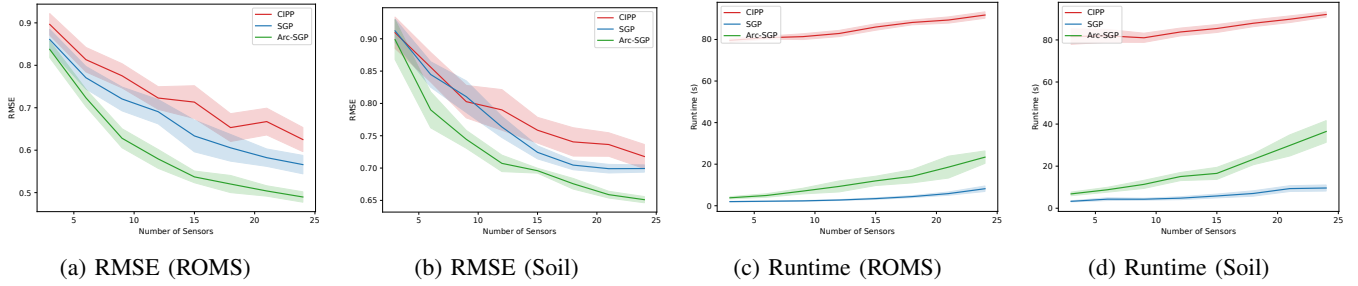 CIPP
SGP
Arc-SGP
0.9
0.8
0.7
0.6
0.5
RMSE
5
10
15
20
25
Number of Sensors
(a) RMSE (ROMS)
CIPP
SGP
Arc-SGP
0.90
0.85
0.80
0.75
0.70
0.65
RMSE
5
10
15
20
25
Number of Sensors
(b) RMSE (Soil)
CIPP
SGP
Arc-SGP
80
60
40
20
0
Runtime (s)
5
10
15
20
25
Number of Sensors
(c) Runtime (ROMS)
CIPP
SGP
Arc-SGP
80
60
40
20
0
Runtime (s)
5
10
15
20
25
Number of Sensors
(d) Runtime (Soil)